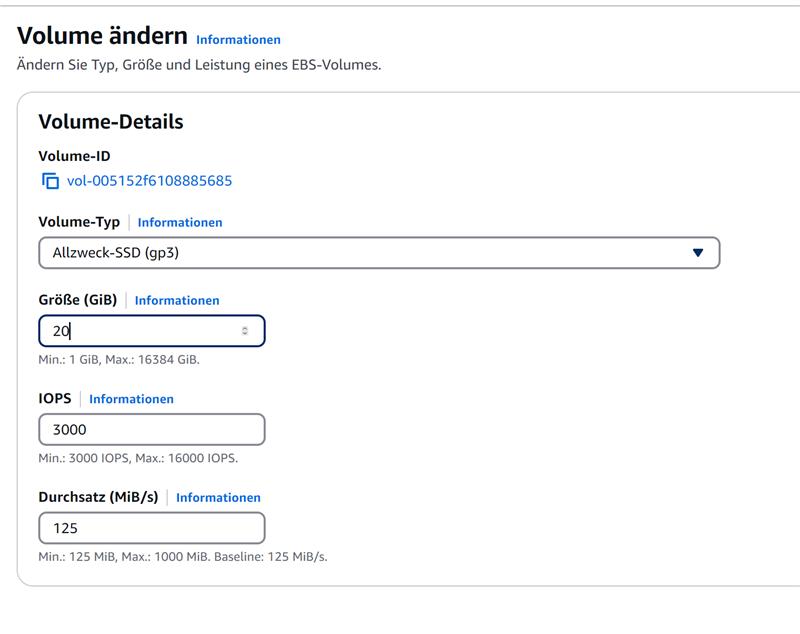 Volume ändern Informationen
Ändern Sie Typ, Größe und Leistung eines EBS-Volumes.
Volume-Details
Volume-ID
vol-005152f6108885685
Volume-Typ Informationen
Allzweck-SSD (gp3)
Größe (GiB) Informationen
20
Min.: 1 GiB, Max.: 16384 GiB.
IOPS Informationen
3000
Min.: 3000 IOPS, Max.: 16000 IOPS.
Durchsatz (MiB/s) Informationen
125
Min.: 125 MiB, Max.: 1000 MiB. Baseline: 125 MiB/s.